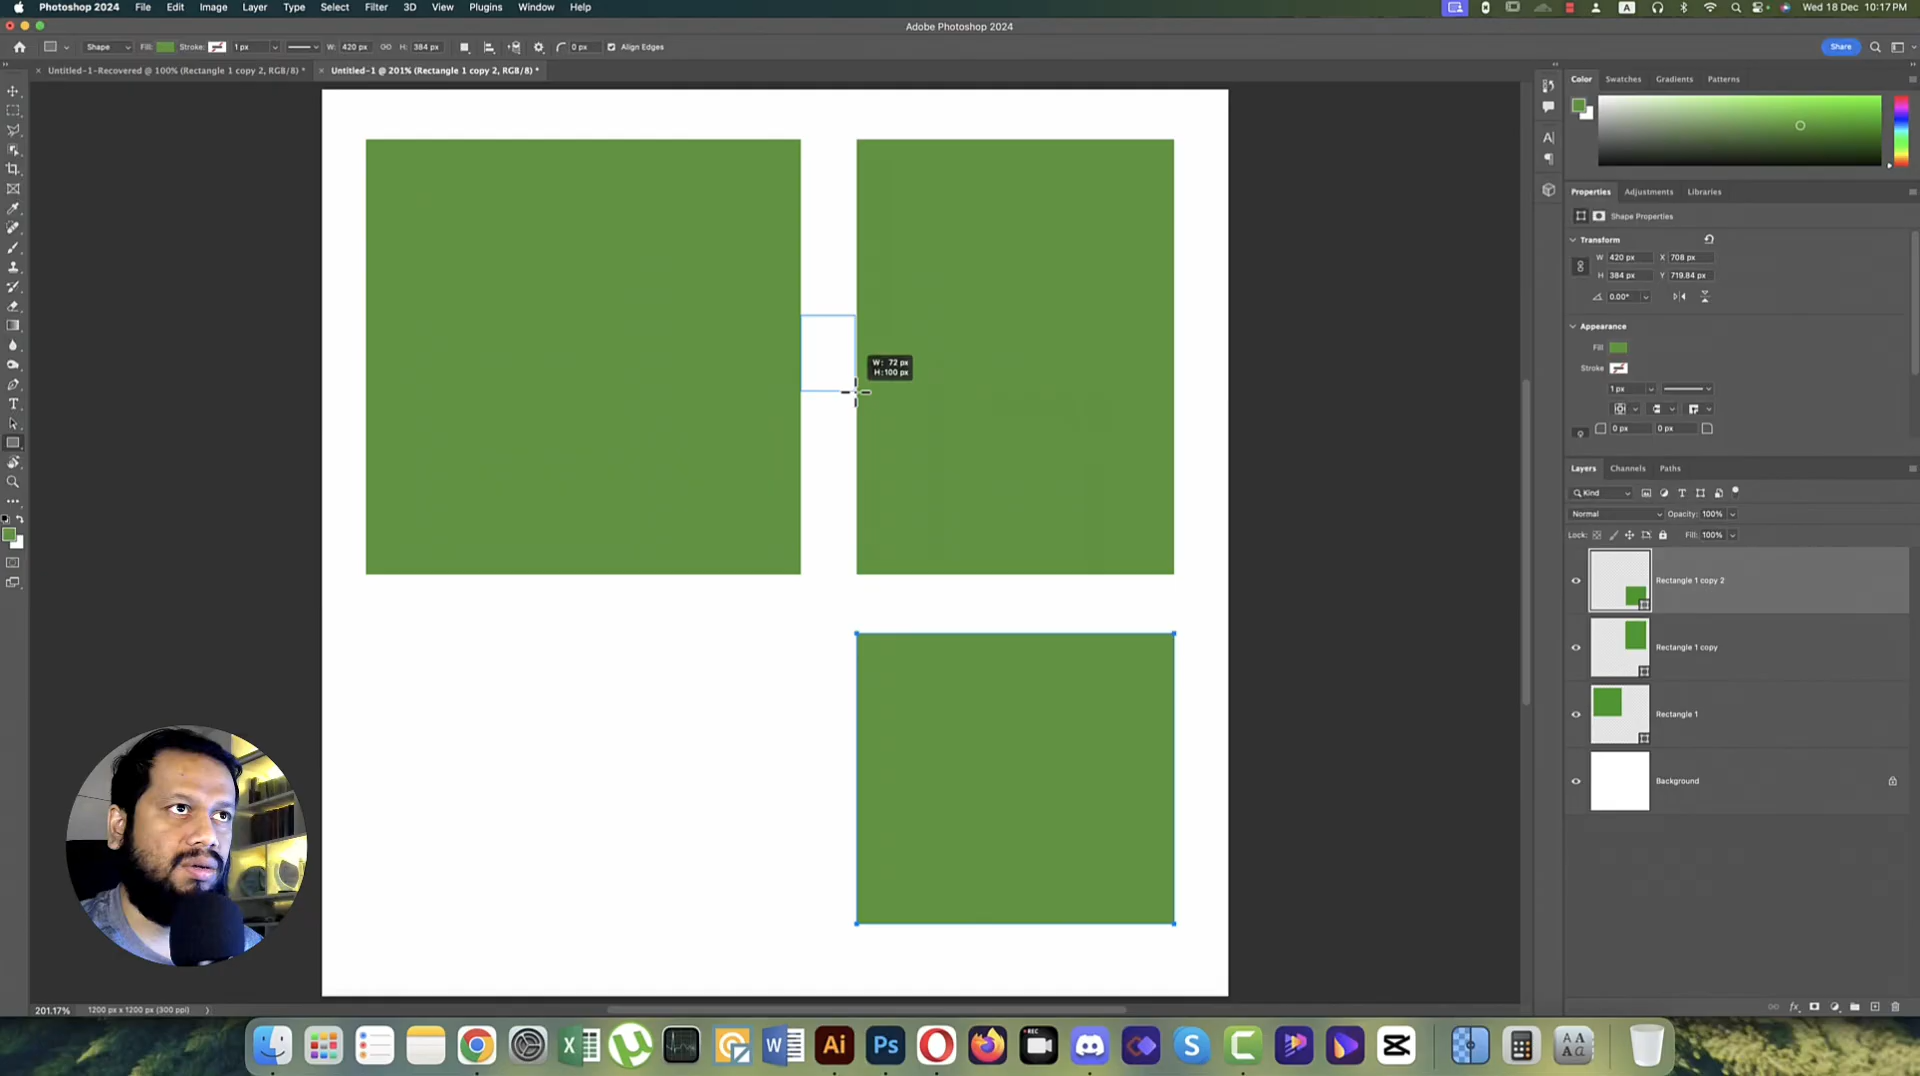 Photoshop 2024 File Edit Image Layer Type Select Filter 3D View Plugins Window Help A Wed 18 Dec 10:17 PM
Adobe Photoshop 2024
Shape Fill: Stroke: 1 px W: 420 px H: 384 px 0 px Align Edges Share
Untitled-1-Recovered @ 100% (Rectangle 1 copy 2, RGB/8) * Untitled-1 @ 201% (Rectangle 1 copy 2, RGB/8) *
Color Swatches Gradients Patterns
Properties Adjustments Libraries
Shape Properties
Transform
W 420 px X 708 px
H 384 px Y 719.84 px
0.00°
Appearance
Fill
Stroke
1 px
0 px 0 px
W: 72 px
H: 100 px
Layers Channels Paths
Kind
Normal Opacity: 100%
Lock: Fill: 100%
Rectangle 1 copy 2
Rectangle 1 copy
Rectangle 1
Background
201.17% 1200 px x 1200 px (300 ppi)
X W Ai Ps REC S C
A A
A a